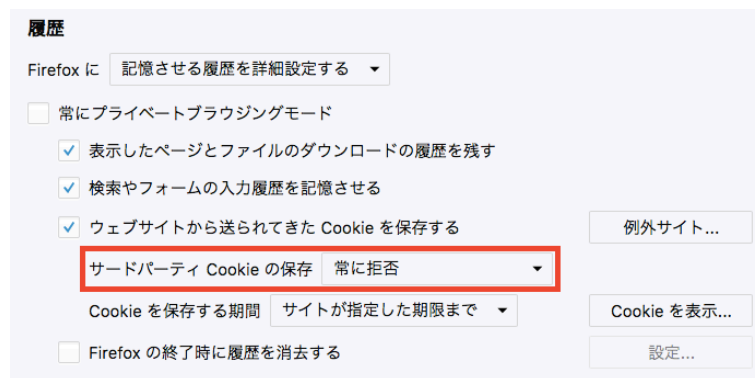 履歴
Firefox に 記憶させる履歴を詳細設定する
常にプライベートブラウジングモード
表示したページとファイルのダウンロードの履歴を残す
検索やフォームの入力履歴を記憶させる
ウェブサイトから送られてきた Cookie を保存する 例外サイト...
サードパーティ Cookie の保存 常に拒否
Cookie を保存する期間 サイトが指定した期限まで Cookie を表示...
Firefox の終了時に履歴を消去する 設定...